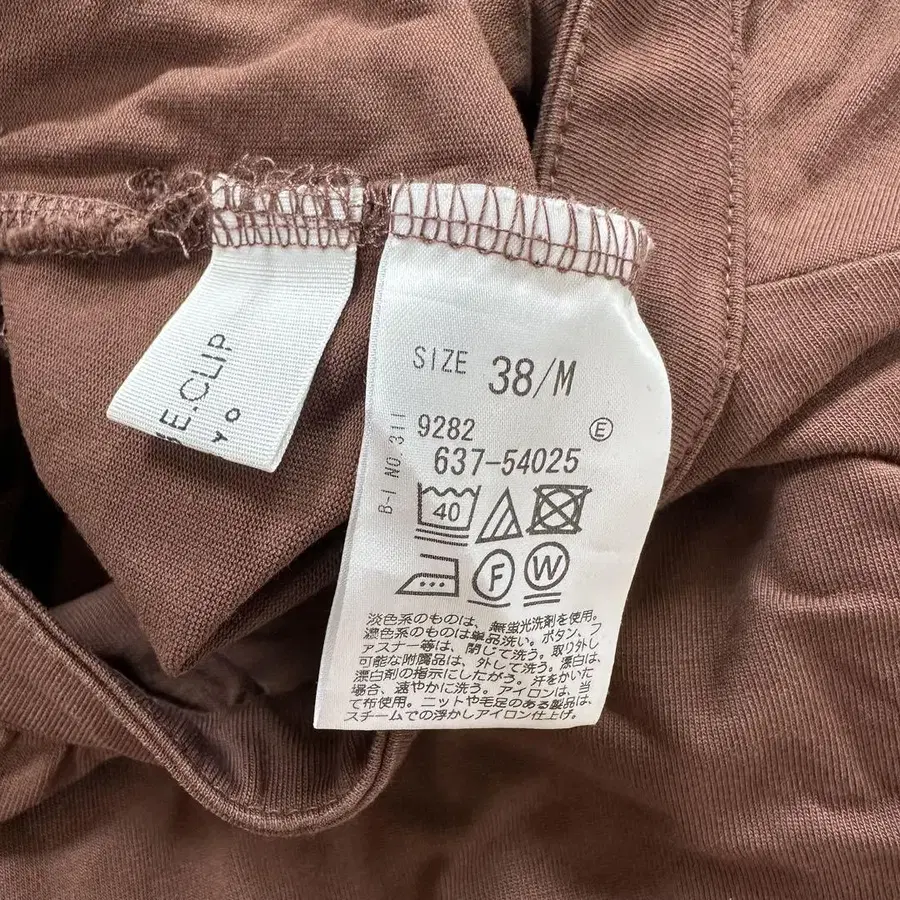 BE.CLIP
YO
SIZE 38/M
B-I NO.311
9282 Ⓔ
637-54025
40
F W
淡色系のものは、無蛍光洗剤を使用。
濃色系のものは単品洗い。ボタン、フ
ァスナー等は、閉じて洗う。取り外し
可能な附属品は、外して洗う。漂白は、
漂白剤の指示にしたがう。汗をかいた
場合、速やかに洗う。アイロンは、当
て布使用。ニットや毛足のある製品は、
スチームでの浮かしアイロン仕上げ。